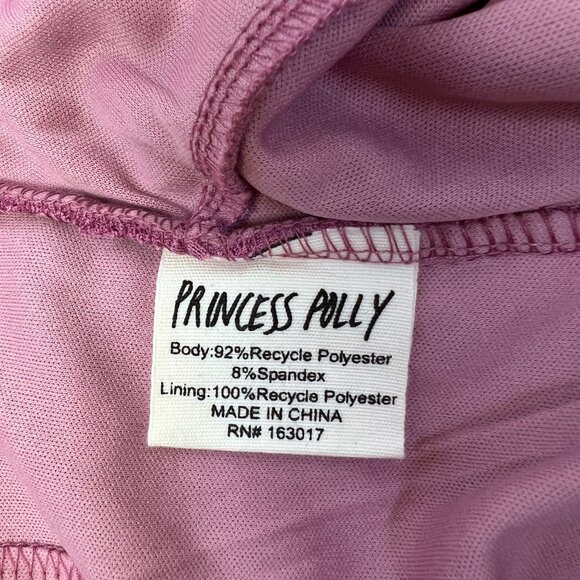 PRINCESS POLLY
Body:92%Recycle Polyester
8%Spandex
Lining:100%Recycle Polyester
MADE IN CHINA
RN# 163017